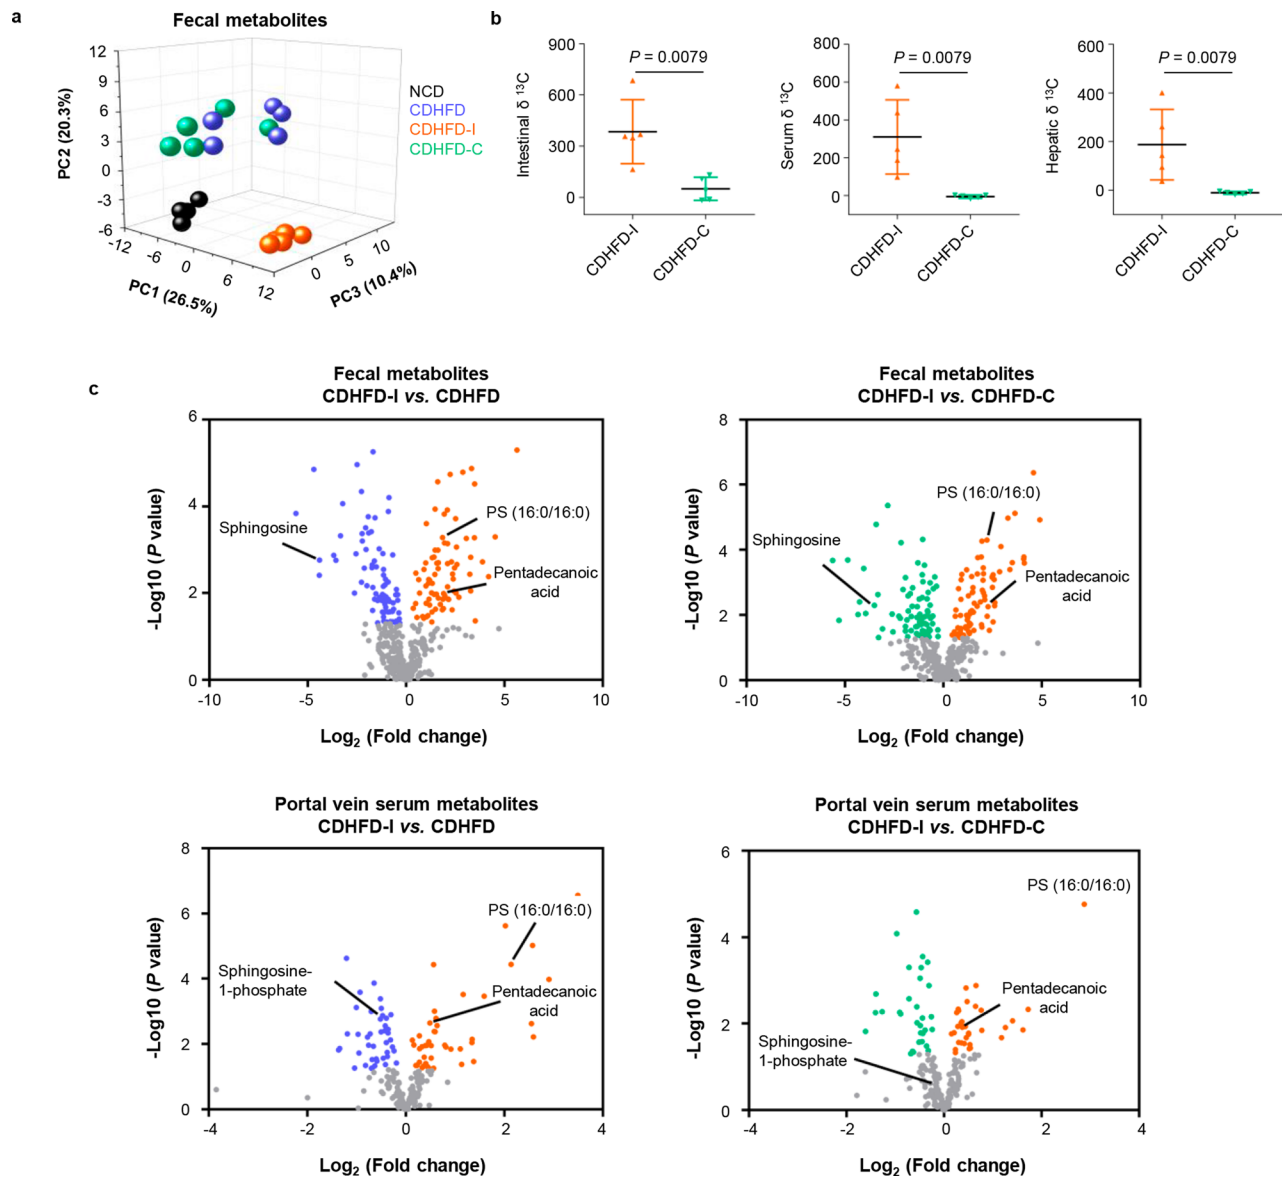 a
Fecal metabolites
12
9
6
3
0
-3
-6
PC2 (20.3%)
-12
-6
0
6
12
PC1 (26.5%)
0
5
10
PC3 (10.4%)
NCD
CDHFD
CDHFD-I
CDHFD-C
b
900
600
300
0
Intestinal δ ¹³C
P = 0.0079
CDHFD-I
CDHFD-C
800
600
400
200
0
Serum δ ¹³C
P = 0.0079
CDHFD-I
CDHFD-C
600
400
200
0
Hepatic δ ¹³C
P = 0.0079
CDHFD-I
CDHFD-C
c
Fecal metabolites
CDHFD-I vs. CDHFD
6
4
2
0
-Log10 (P value)
Sphingosine
PS (16:0/16:0)
Pentadecanoic
acid
-10
-5
0
5
10
Log₂ (Fold change)
Fecal metabolites
CDHFD-I vs. CDHFD-C
8
6
4
2
0
-Log10 (P value)
Sphingosine
PS (16:0/16:0)
Pentadecanoic
acid
-10
-5
0
5
10
Log₂ (Fold change)
Portal vein serum metabolites
CDHFD-I vs. CDHFD
8
6
4
2
0
-Log10 (P value)
Sphingosine-
1-phosphate
PS (16:0/16:0)
Pentadecanoic
acid
-4
-2
0
2
4
Log₂ (Fold change)
Portal vein serum metabolites
CDHFD-I vs. CDHFD-C
6
4
2
0
-Log10 (P value)
PS (16:0/16:0)
Pentadecanoic
acid
Sphingosine-
1-phosphate
-4
-2
0
2
4
Log₂ (Fold change)